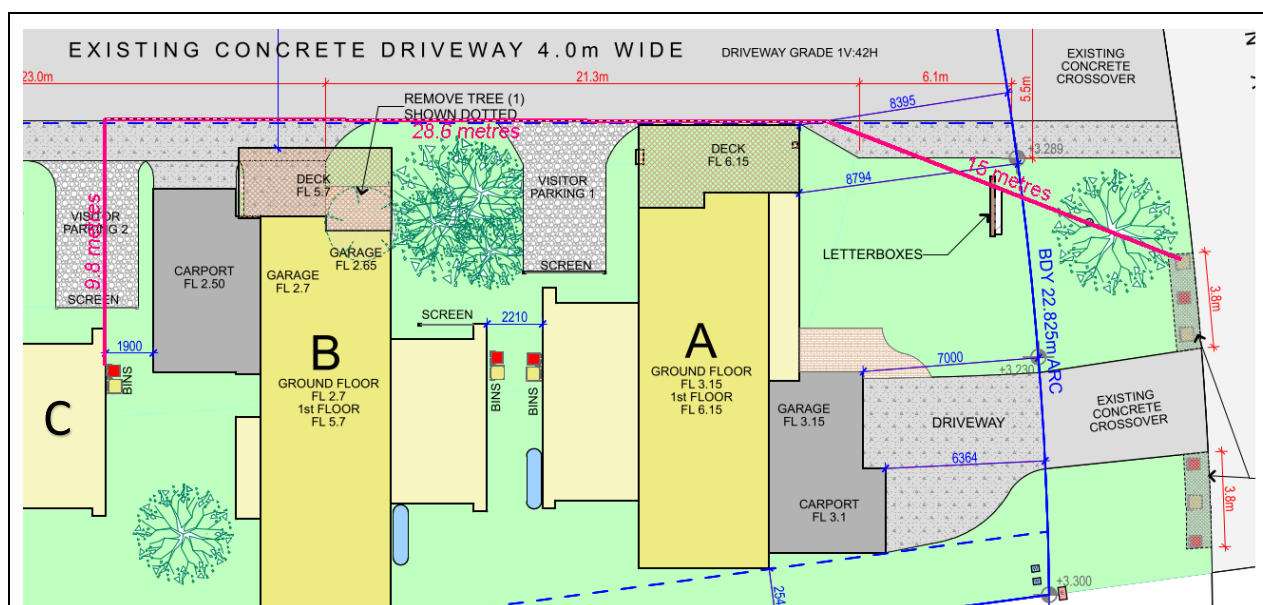 EXISTING CONCRETE DRIVEWAY 4.0m WIDE
DRIVEWAY GRADE 1V:42H
EXISTING
CONCRETE
CROSSOVER
23.0m
21.3m
6.1m
5.5m
8395
REMOVE TREE (1)
SHOWN DOTTED
28.6 metres
DECK
FL 5.7
VISITOR
PARKING 1
DECK
FL 6.15
+3.289
15 metres
8794
VISITOR
PARKING 2
9.8 metres
SCREEN
CARPORT
FL 2.50
GARAGE
FL 2.65
GARAGE
FL 2.7
SCREEN
LETTERBOXES
BDY 22.825m ARC
3.8m
SCREEN
2210
1900
BINS
C
B
GROUND FLOOR
FL 2.7
1st FLOOR
FL 5.7
BINS
BINS
A
GROUND FLOOR
FL 3.15
1st FLOOR
FL 6.15
7000
+3.230
GARAGE
FL 3.15
DRIVEWAY
EXISTING
CONCRETE
CROSSOVER
6364
CARPORT
FL 3.1
3.8m
+3.300
254